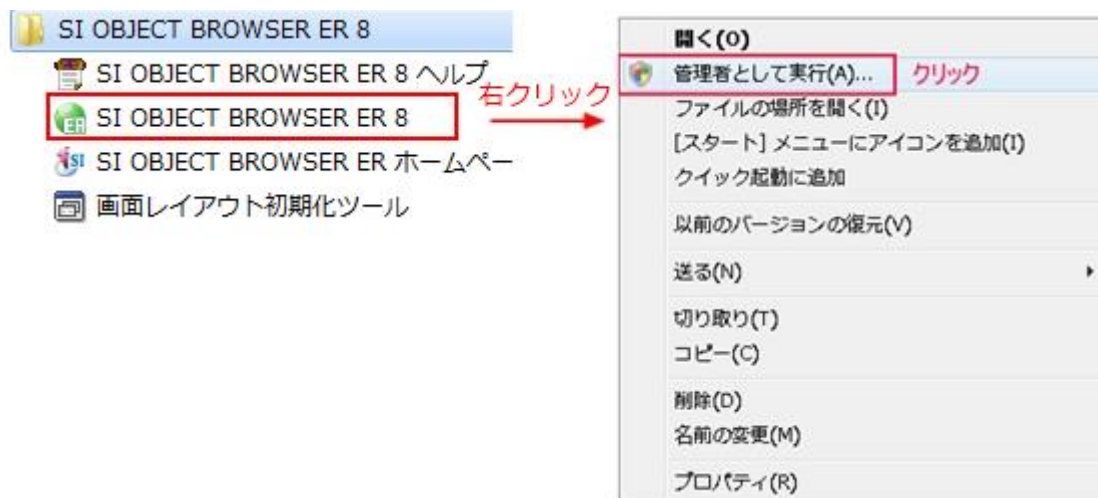 SI OBJECT BROWSER ER 8
SI OBJECT BROWSER ER 8 ヘルプ
SI OBJECT BROWSER ER 8
SI OBJECT BROWSER ER ホームペー
画面レイアウト初期化ツール
右クリック
開く(O)
管理者として実行(A)... クリック
ファイルの場所を開く(I)
[スタート] メニューにアイコンを追加(I)
クイック起動に追加
以前のバージョンの復元(V)
送る(N)
切り取り(T)
コピー(C)
削除(D)
名前の変更(M)
プロパティ(R)